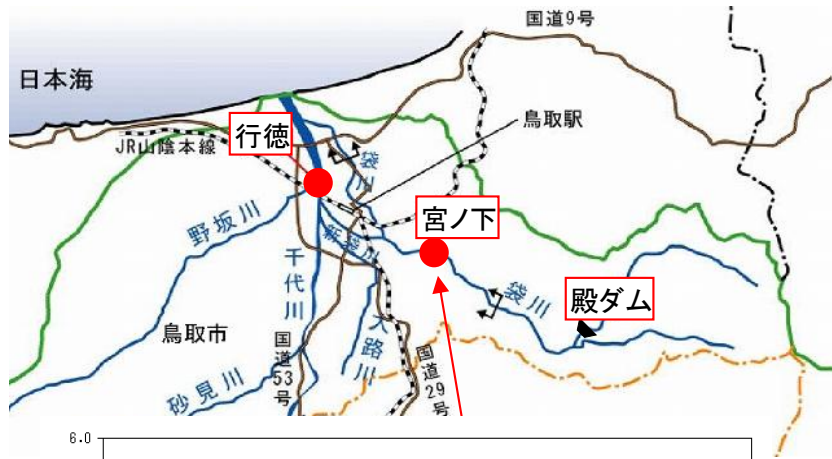 国道9号
日本海
鳥取駅
JR山陰本線
行徳
袋川
宮ノ下
野坂川
新袋川
千代川
袋川
殿ダム
鳥取市
大路川
国道53号
国道29号
砂見川
6.0